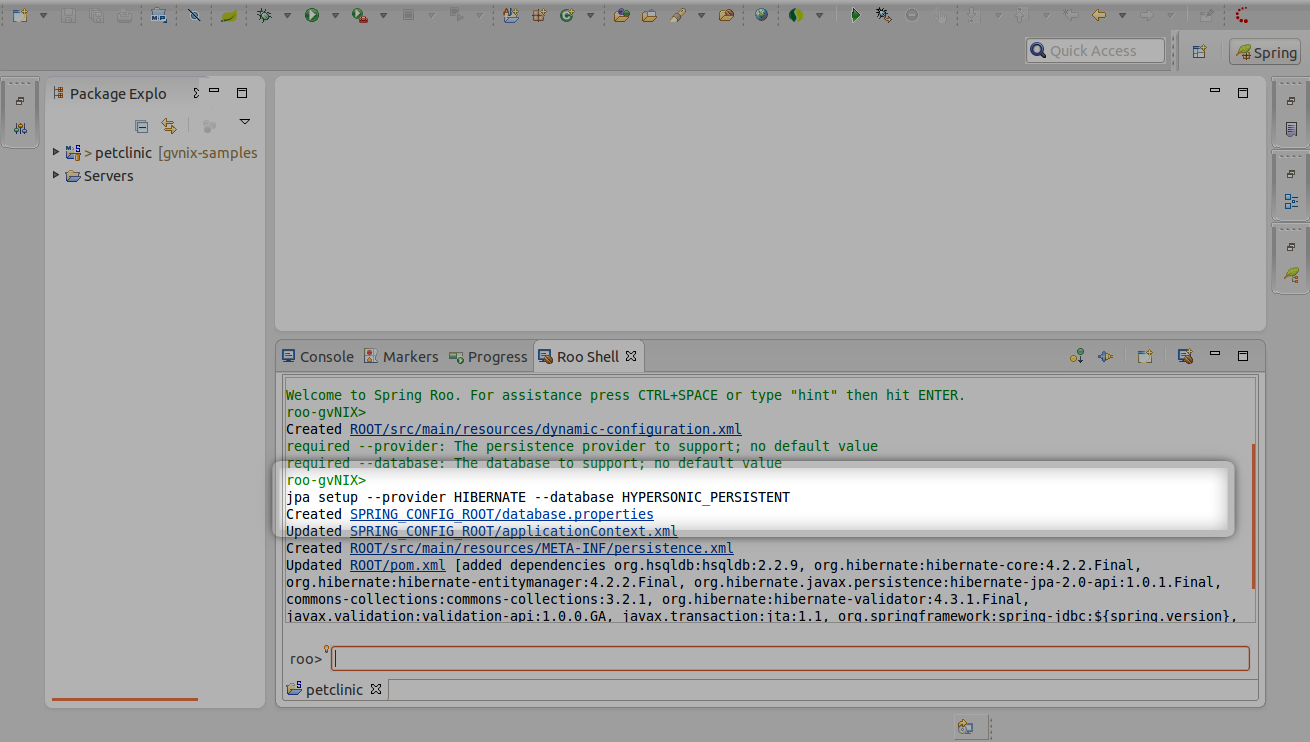 Quick Access
Spring
Package Explo
> petclinic [gvnix-samples
Servers
Console Markers Progress Roo Shell
Welcome to Spring Roo. For assistance press CTRL+SPACE or type "hint" then hit ENTER.
roo-gvNIX>
Created ROOT/src/main/resources/dynamic-configuration.xml
required --provider: The persistence provider to support; no default value
required --database: The database to support; no default value
roo-gvNIX>
jpa setup --provider HIBERNATE --database HYPERSONIC_PERSISTENT
Created SPRING_CONFIG_ROOT/database.properties
Updated SPRING_CONFIG_ROOT/applicationContext.xml
Created ROOT/src/main/resources/META-INF/persistence.xml
Updated ROOT/pom.xml [added dependencies org.hsqldb:hsqldb:2.2.9, org.hibernate:hibernate-core:4.2.2.Final,
org.hibernate:hibernate-entitymanager:4.2.2.Final, org.hibernate.javax.persistence:hibernate-jpa-2.0-api:1.0.1.Final,
commons-collections:commons-collections:3.2.1, org.hibernate:hibernate-validator:4.3.1.Final,
javax.validation:validation-api:1.0.0.GA, javax.transaction:jta:1.1, org.springframework:spring-jdbc:${spring.version},
roo>
petclinic